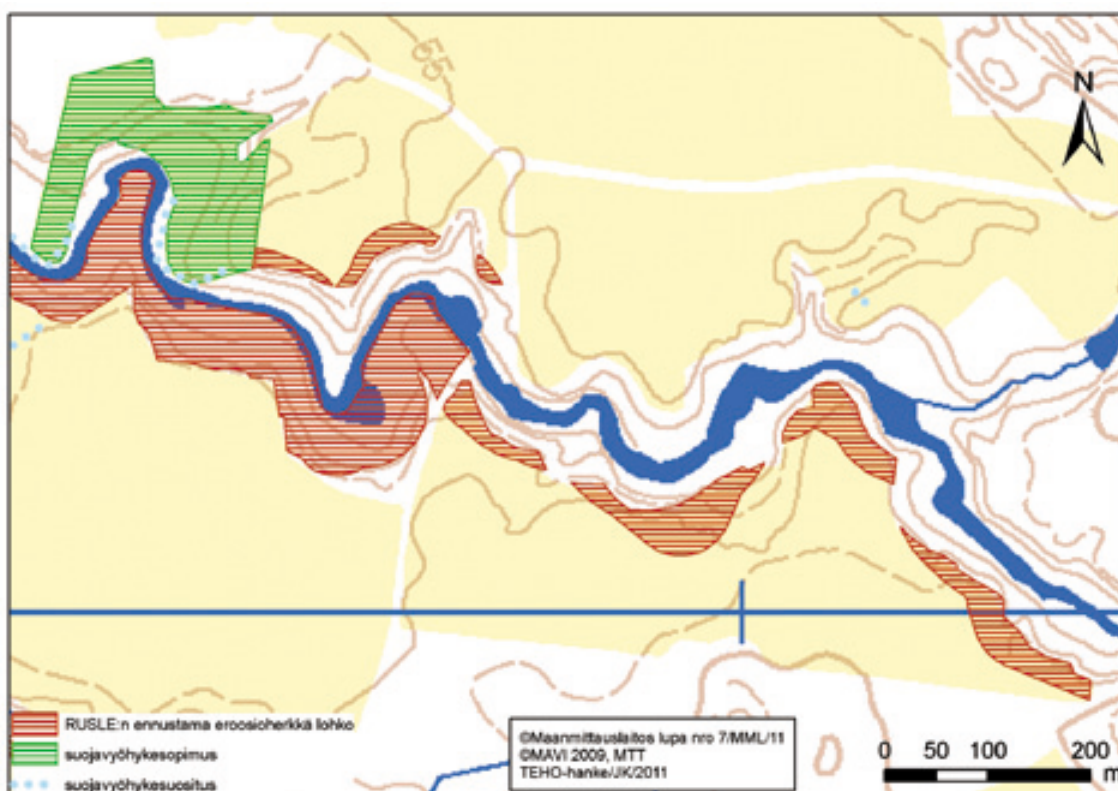 55
N
RUSLE:n ennustama eroosioherkkä lohko
suojavyöhykesopimus
suojavyöhykesuositus
©Maanmittauslaitos lupa nro 7/MML/11
©MAVI 2009, MTT
TEHO-hanke/JK/2011
0 50 100 200
m